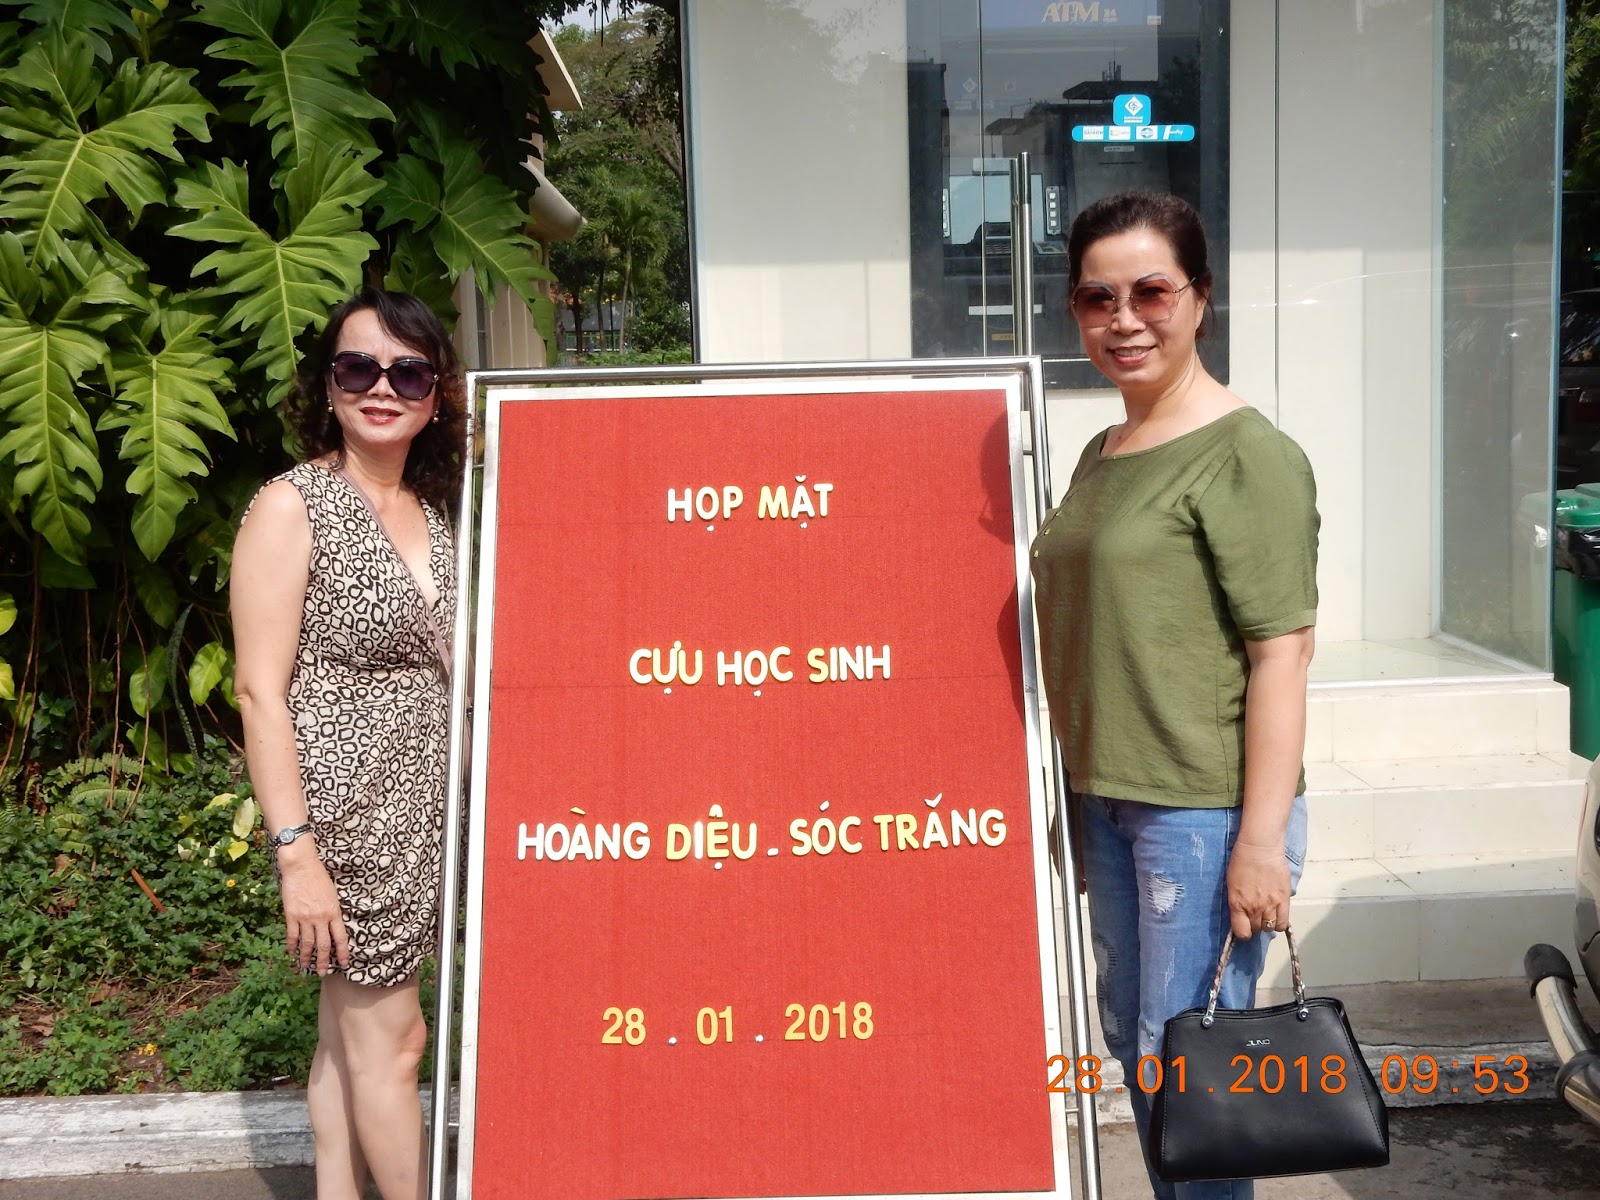 ATM
HỌP MẶT
CỰU HỌC SINH
HOÀNG DIỆU - SÓC TRĂNG
28 . 01 . 2018
28.01.2018 09:53